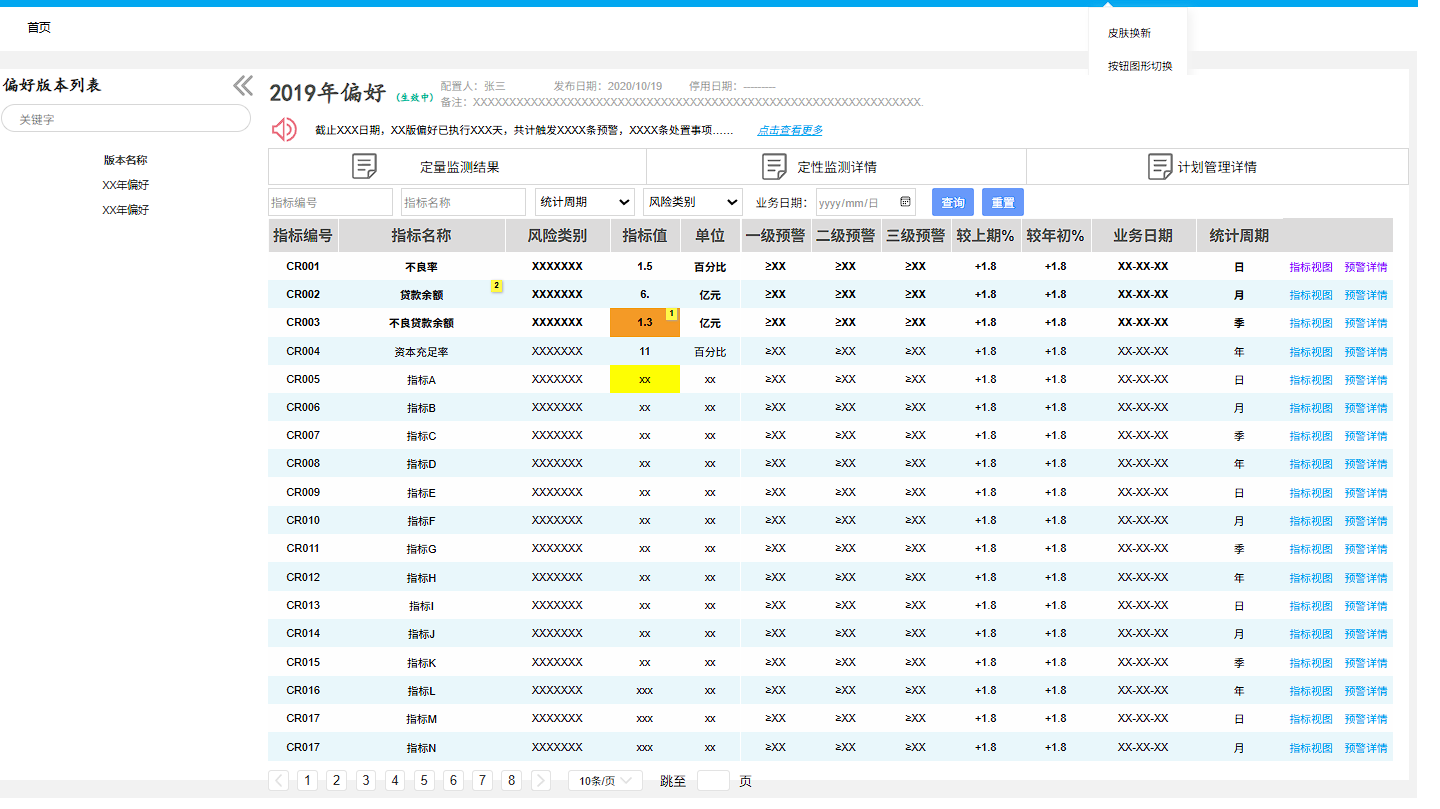 首页
皮肤换新
按钮图形切换
偏好版本列表
关键字
版本名称
XX年偏好
XX年偏好
2019年偏好 (生效中)
配置人：张三 发布日期：2020/10/19 停用日期：———
备注：XXXXXXXXXXXXXXXXXXXXXXXXXXXXXXXXXXXXXXXXXXXXXXXXXXXXXXXXXXXXXX.
截止XXX日期，XX版偏好已执行XXX天，共计触发XXXX条预警，XXXX条处置事项...... 点击查看更多
定量监测结果 定性监测详情 计划管理详情
指标编号 指标名称 统计周期 风险类别 业务日期： yyyy/mm/日 查询 重置
指标编号 指标名称 风险类别 指标值 单位 一级预警 二级预警 三级预警 较上期% 较年初% 业务日期 统计周期
CR001 不良率 XXXXXXX 1.5 百分比 ≥XX ≥XX ≥XX +1.8 +1.8 XX-XX-XX 日 指标视图 预警详情
CR002 贷款余额 2 XXXXXXX 6. 亿元 ≥XX ≥XX ≥XX +1.8 +1.8 XX-XX-XX 月 指标视图 预警详情
CR003 不良贷款余额 XXXXXXX 1.3 1 亿元 ≥XX ≥XX ≥XX +1.8 +1.8 XX-XX-XX 季 指标视图 预警详情
CR004 资本充足率 XXXXXXX 11 百分比 ≥XX ≥XX ≥XX +1.8 +1.8 XX-XX-XX 年 指标视图 预警详情
CR005 指标A XXXXXXX xx xx ≥XX ≥XX ≥XX +1.8 +1.8 XX-XX-XX 日 指标视图 预警详情
CR006 指标B XXXXXXX xx xx ≥XX ≥XX ≥XX +1.8 +1.8 XX-XX-XX 月 指标视图 预警详情
CR007 指标C XXXXXXX xx xx ≥XX ≥XX ≥XX +1.8 +1.8 XX-XX-XX 季 指标视图 预警详情
CR008 指标D XXXXXXX xx xx ≥XX ≥XX ≥XX +1.8 +1.8 XX-XX-XX 年 指标视图 预警详情
CR009 指标E XXXXXXX xx xx ≥XX ≥XX ≥XX +1.8 +1.8 XX-XX-XX 日 指标视图 预警详情
CR010 指标F XXXXXXX xx xx ≥XX ≥XX ≥XX +1.8 +1.8 XX-XX-XX 月 指标视图 预警详情
CR011 指标G XXXXXXX xx xx ≥XX ≥XX ≥XX +1.8 +1.8 XX-XX-XX 季 指标视图 预警详情
CR012 指标H XXXXXXX xx xx ≥XX ≥XX ≥XX +1.8 +1.8 XX-XX-XX 年 指标视图 预警详情
CR013 指标I XXXXXXX xx xx ≥XX ≥XX ≥XX +1.8 +1.8 XX-XX-XX 日 指标视图 预警详情
CR014 指标J XXXXXXX xx xx ≥XX ≥XX ≥XX +1.8 +1.8 XX-XX-XX 月 指标视图 预警详情
CR015 指标K XXXXXXX xx xx ≥XX ≥XX ≥XX +1.8 +1.8 XX-XX-XX 季 指标视图 预警详情
CR016 指标L XXXXXXX xxx xx ≥XX ≥XX ≥XX +1.8 +1.8 XX-XX-XX 年 指标视图 预警详情
CR017 指标M XXXXXXX xxx xx ≥XX ≥XX ≥XX +1.8 +1.8 XX-XX-XX 日 指标视图 预警详情
CR017 指标N XXXXXXX xxx xx ≥XX ≥XX ≥XX +1.8 +1.8 XX-XX-XX 月 指标视图 预警详情
1 2 3 4 5 6 7 8 10条/页 跳至 页